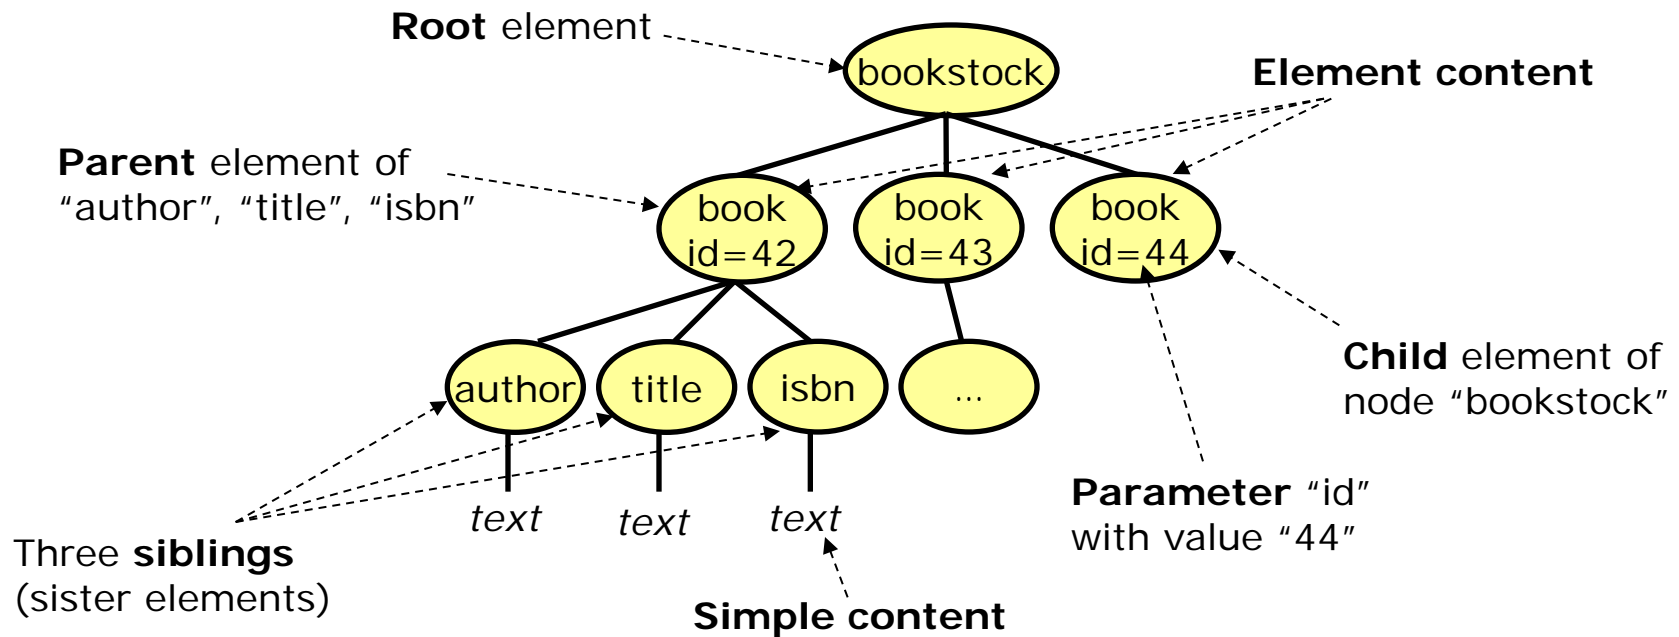 Root element
bookstock
Element content
Parent element of
“author”, “title”, “isbn”
book
id=42
book
id=43
book
id=44
Child element of
node “bookstock”
author
title
isbn
...
text
text
text
Parameter “id”
with value “44”
Three siblings
(sister elements)
Simple content